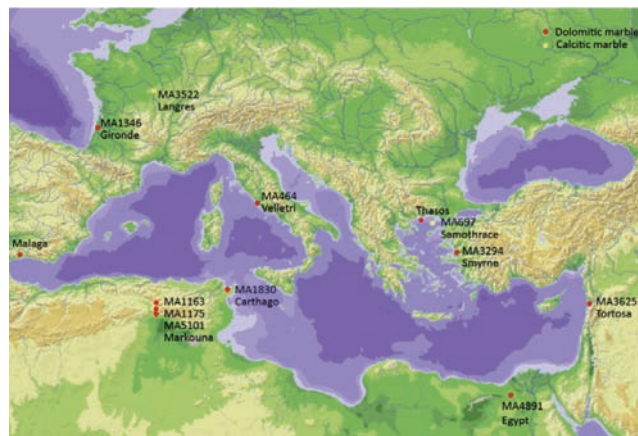 Dolomitic marble
Calcitic marble
MA3522
Langres
MA1346
Gironde
MA464
Velletri
Thasos
MA697
Samothrace
MA3294
Smyrne
Malaga
MA1830
Carthago
MA1163
MA1175
MA5101
Markouna
MA3625
Tortosa
MA4891
Egypt